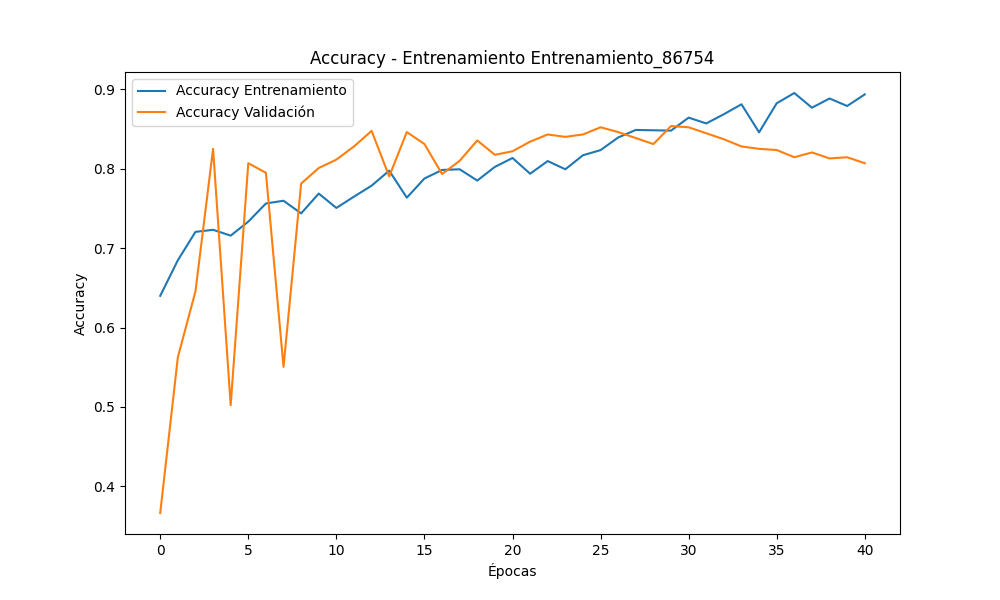 Accuracy - Entrenamiento Entrenamiento_86754
Accuracy Entrenamiento
Accuracy Validación
0.9
0.8
0.7
0.6
0.5
0.4
Accuracy
0 5 10 15 20 25 30 35 40
Épocas